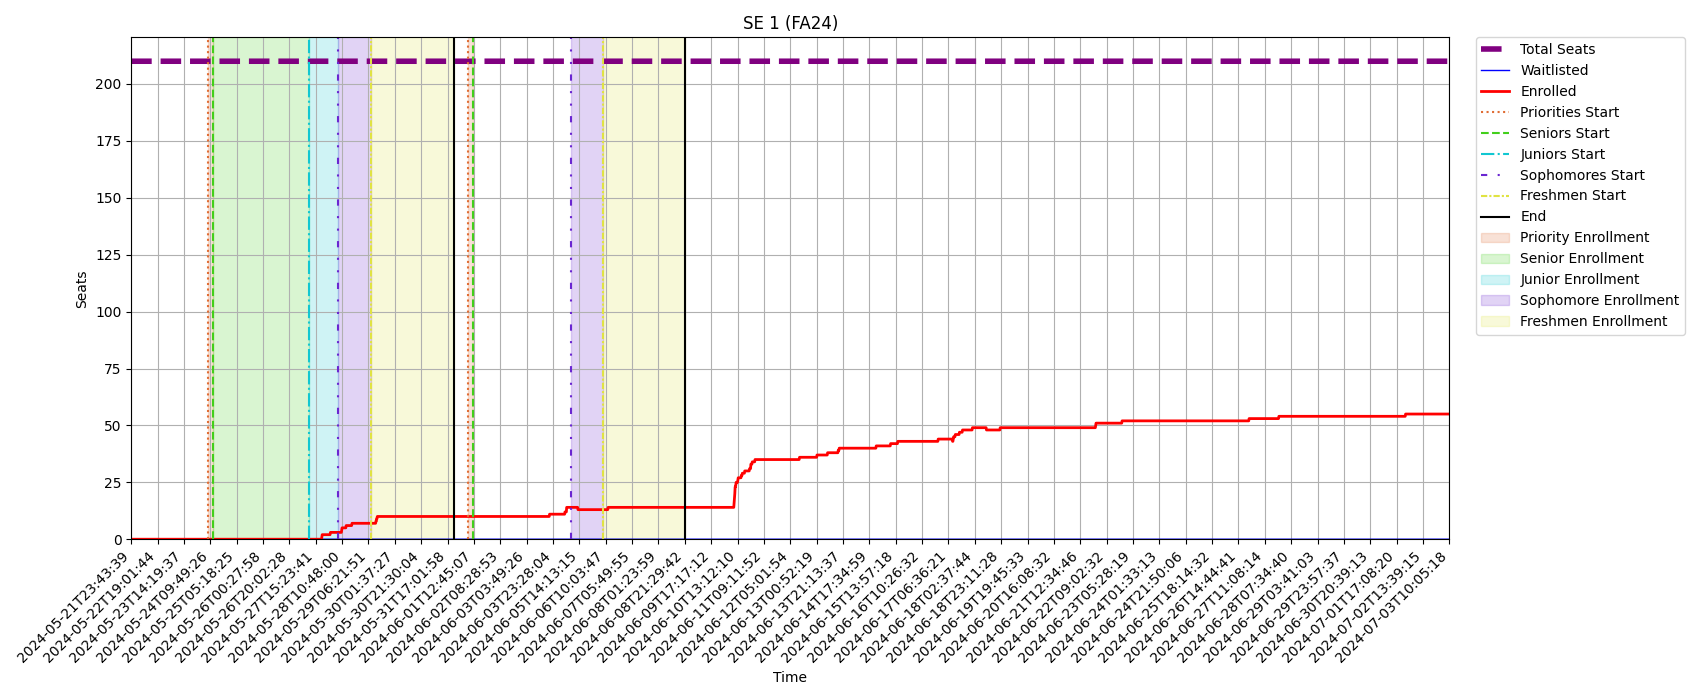 SE 1 (FA24)
Seats
200
175
150
125
100
75
50
25
0
2024-05-21T23:43:39
2024-05-22T19:01:44
2024-05-23T14:19:37
2024-05-24T09:49:26
2024-05-25T05:18:25
2024-05-26T00:27:58
2024-05-26T20:02:28
2024-05-27T15:23:41
2024-05-28T10:48:00
2024-05-29T06:21:51
2024-05-30T01:37:27
2024-05-30T21:30:04
2024-05-31T17:01:58
2024-06-01T12:45:07
2024-06-02T08:28:53
2024-06-03T03:49:26
2024-06-03T23:28:04
2024-06-05T14:13:15
2024-06-06T10:03:47
2024-06-07T05:49:55
2024-06-08T01:23:59
2024-06-08T21:29:42
2024-06-09T17:17:12
2024-06-10T13:12:10
2024-06-11T09:11:52
2024-06-12T05:01:54
2024-06-13T00:52:19
2024-06-13T21:13:37
2024-06-14T17:34:59
2024-06-15T13:57:18
2024-06-16T10:26:32
2024-06-17T06:36:21
2024-06-18T02:37:44
2024-06-18T23:11:28
2024-06-19T19:45:33
2024-06-20T16:08:32
2024-06-21T12:34:46
2024-06-22T09:02:32
2024-06-23T05:28:19
2024-06-24T01:33:13
2024-06-24T21:50:06
2024-06-25T18:14:32
2024-06-26T14:44:41
2024-06-27T11:08:14
2024-06-28T07:34:40
2024-06-29T03:41:03
2024-06-29T23:57:37
2024-06-30T20:39:13
2024-07-01T17:08:20
2024-07-02T13:39:15
2024-07-03T10:05:18
Time
Total Seats
Waitlisted
Enrolled
Priorities Start
Seniors Start
Juniors Start
Sophomores Start
Freshmen Start
End
Priority Enrollment
Senior Enrollment
Junior Enrollment
Sophomore Enrollment
Freshmen Enrollment